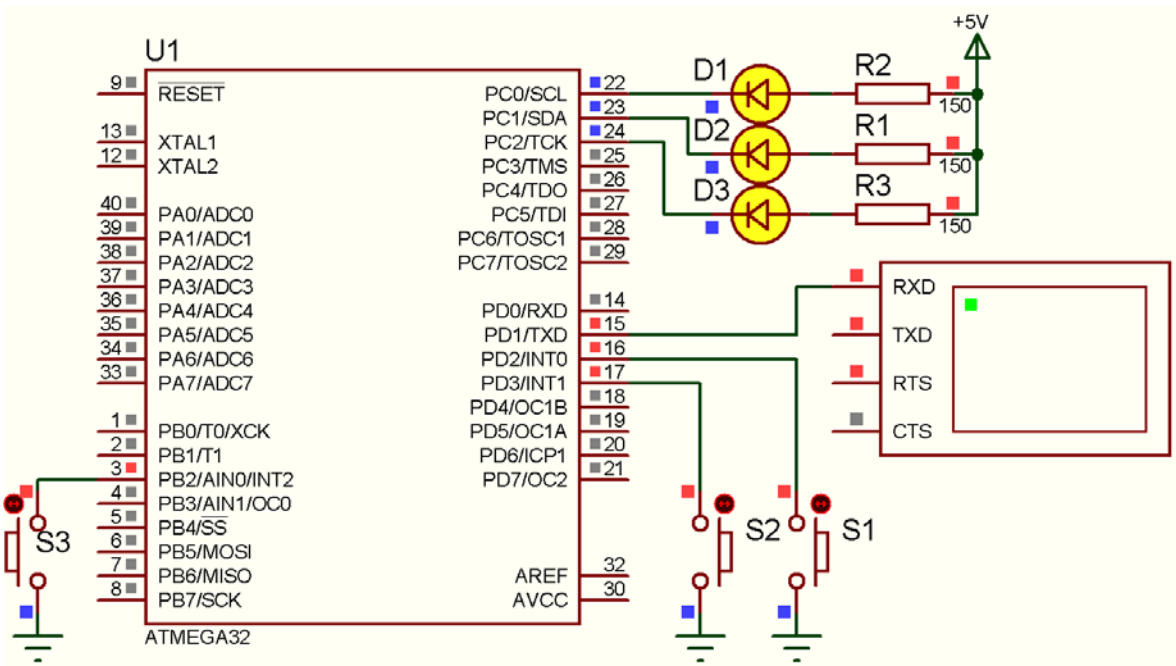 U1
ATMEGA32
9 RESET
13 XTAL1
12 XTAL2
40 PA0/ADC0
39 PA1/ADC1
38 PA2/ADC2
37 PA3/ADC3
36 PA4/ADC4
35 PA5/ADC5
34 PA6/ADC6
33 PA7/ADC7
1 PB0/T0/XCK
2 PB1/T1
3 PB2/AIN0/INT2
4 PB3/AIN1/OC0
5 PB4/SS
6 PB5/MOSI
7 PB6/MISO
8 PB7/SCK
PC0/SCL 22
PC1/SDA 23
PC2/TCK 24
PC3/TMS 25
PC4/TDO 26
PC5/TDI 27
PC6/TOSC1 28
PC7/TOSC2 29
PD0/RXD 14
PD1/TXD 15
PD2/INT0 16
PD3/INT1 17
PD4/OC1B 18
PD5/OC1A 19
PD6/ICP1 20
PD7/OC2 21
AREF 32
AVCC 30
+5V
D1 R2
150
D2 R1
150
D3 R3
150
RXD
TXD
RTS
CTS
S3
S2
S1